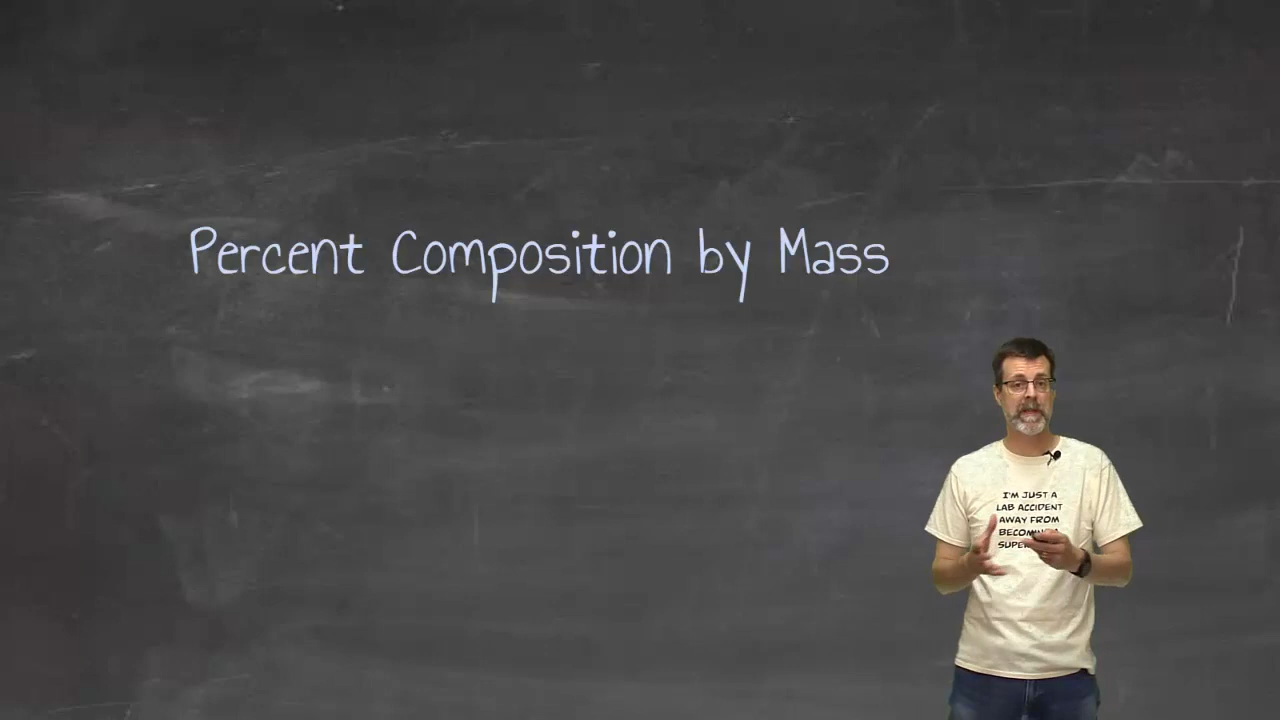 Percent Composition by Mass
I'M JUST A
LAB ACCIDENT
AWAY FROM